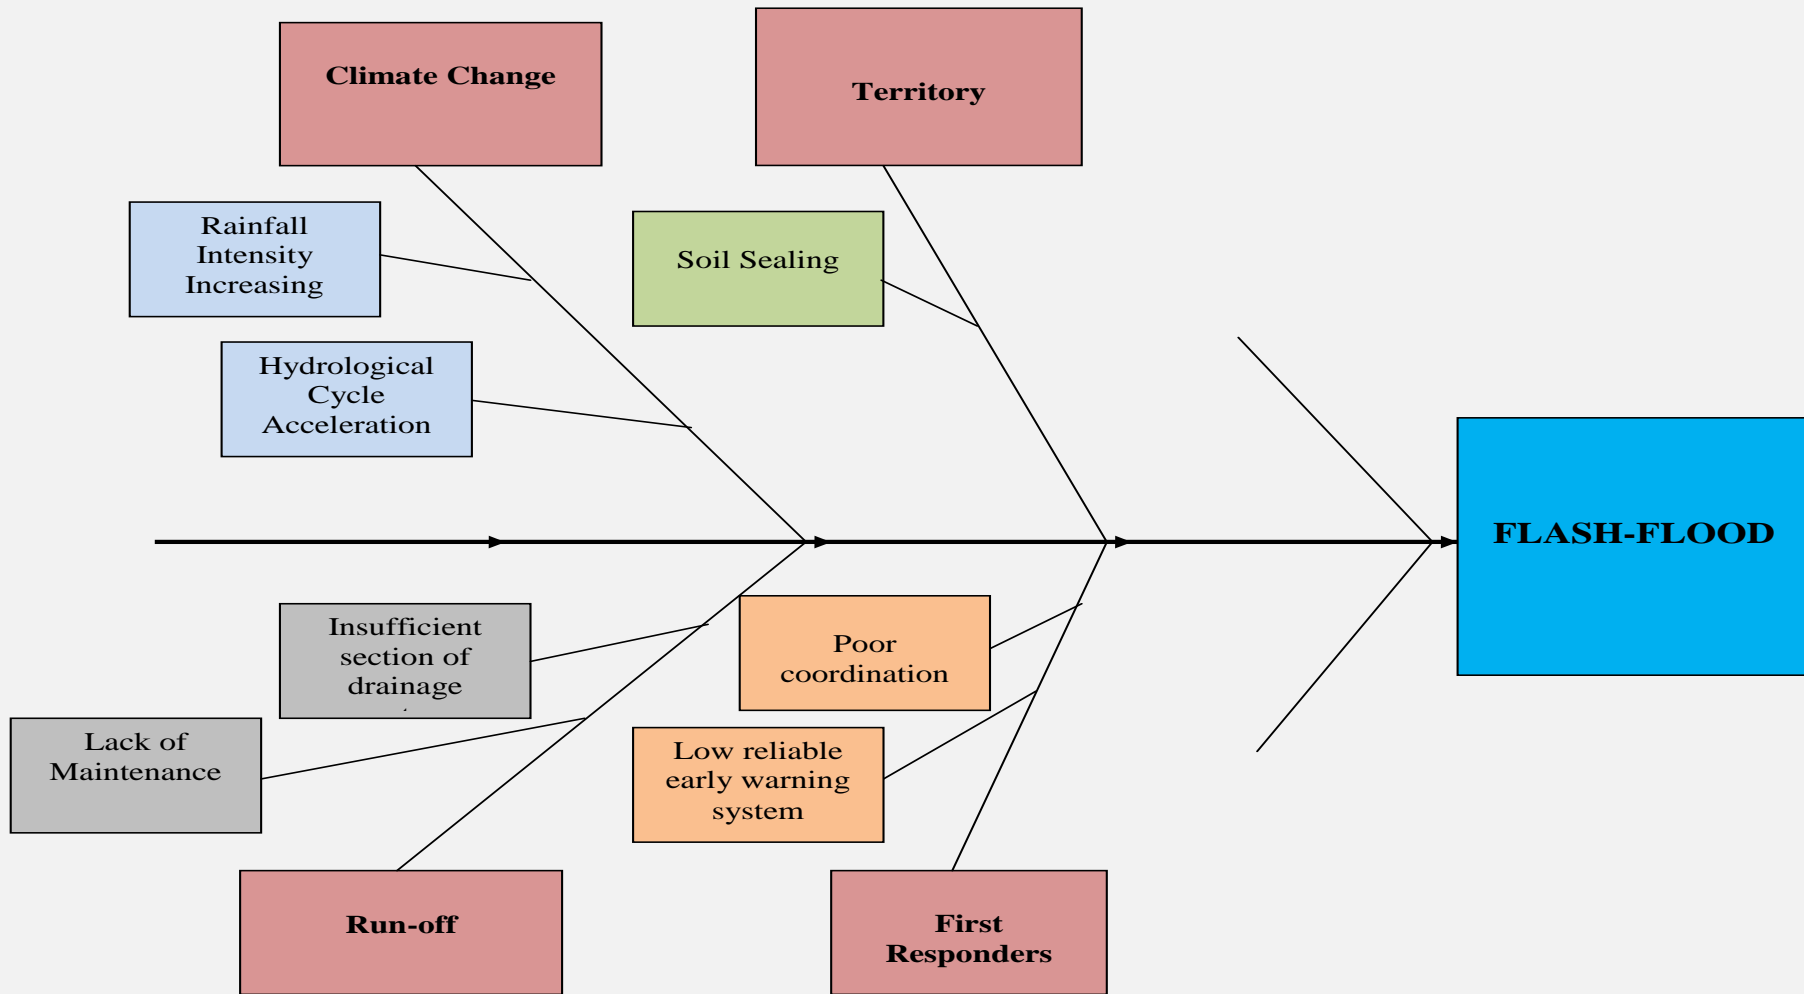 Climate Change
Territory
Rainfall
Intensity
Increasing
Soil Sealing
Hydrological
Cycle
Acceleration
FLASH-FLOOD
Insufficient
section of
drainage
Poor
coordination
Lack of
Maintenance
Low reliable
early warning
system
Run-off
First
Responders